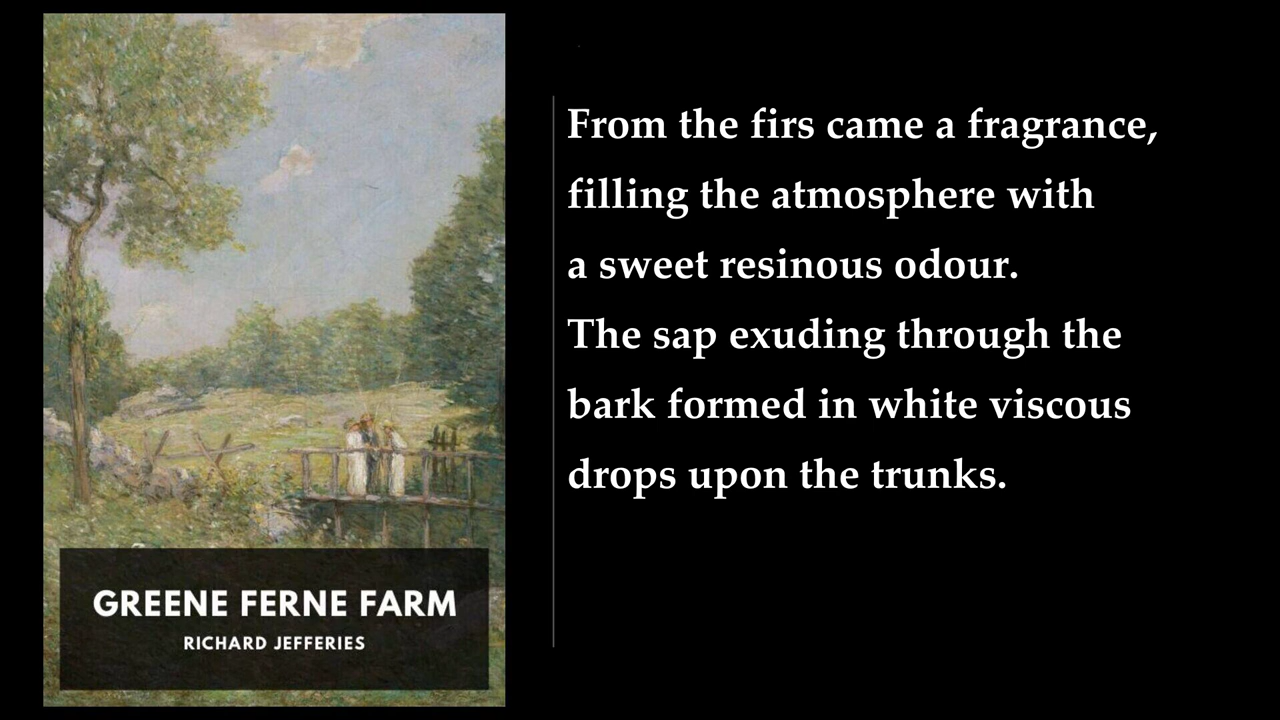 GREENE FERNE FARM
RICHARD JEFFERIES
From the firs came a fragrance,
filling the atmosphere with
a sweet resinous odour.
The sap exuding through the
bark formed in white viscous
drops upon the trunks.